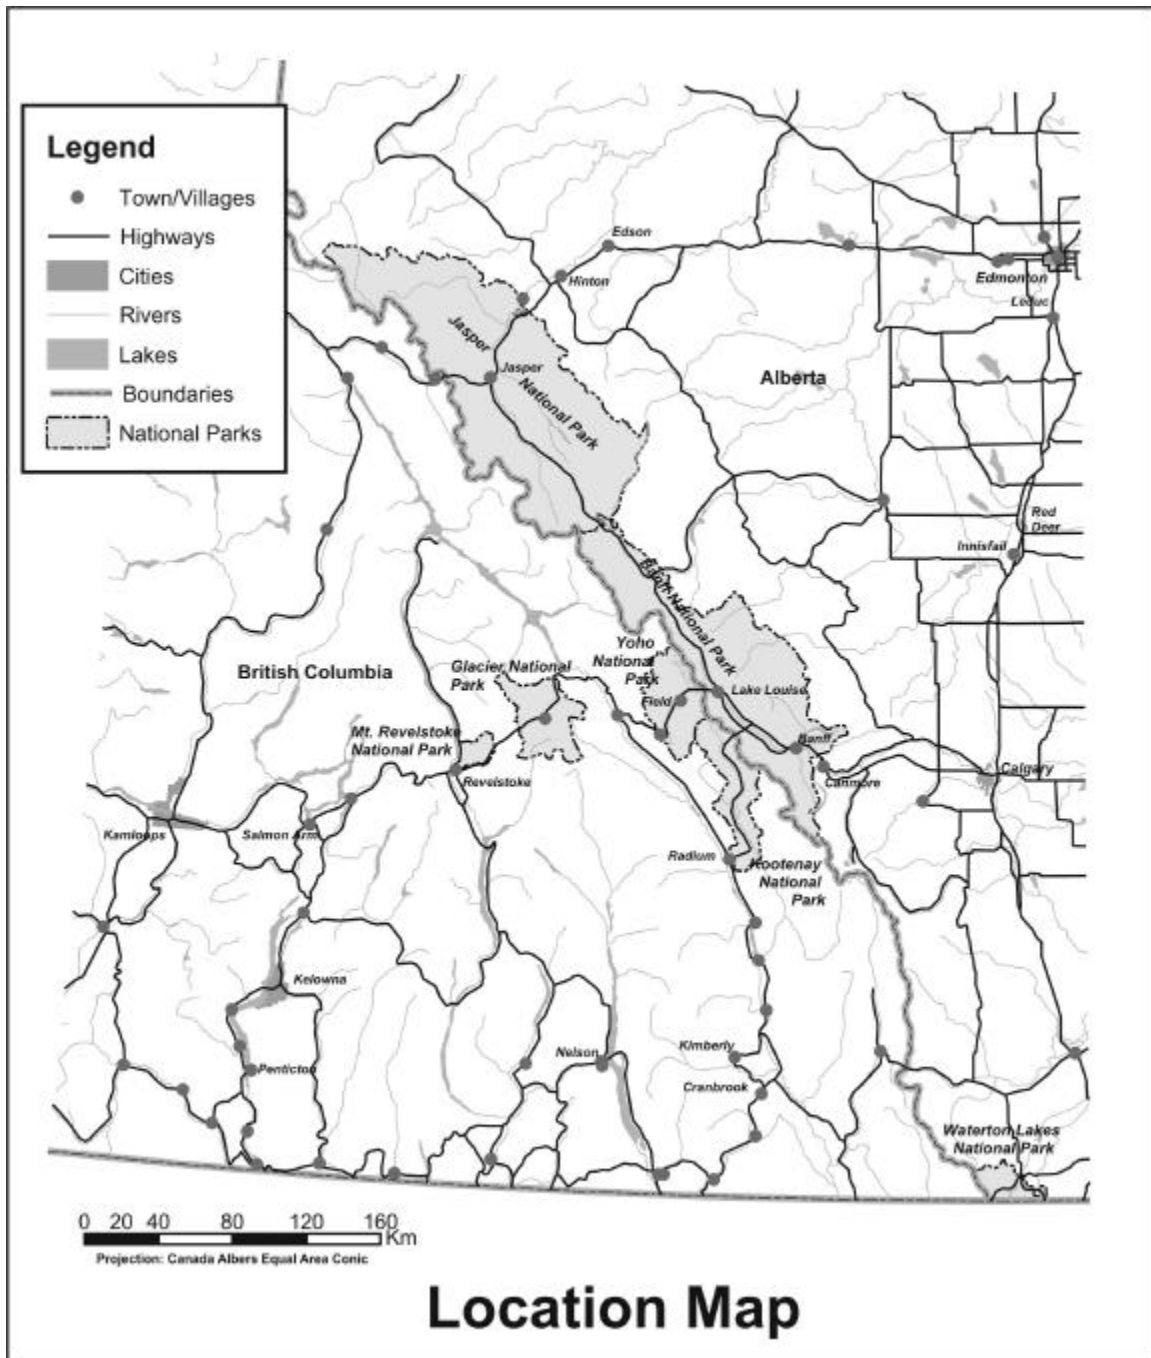 Legend
Town/Villages
Highways
Cities
Rivers
Lakes
Boundaries
National Parks
Edson
Hinton
Edmonton
Leduc
Jasper
Jasper
National Park
Alberta
Red
Deer
Innisfail
Banff National Park
Yoho
National
Park
British Columbia
Glacier National
Park
Lake Louise
Field
Mt. Revelstoke
National Park
Banff
Revelstoke
Calgary
Canmore
Kamloops
Salmon Arm
Radium
Kootenay
National
Park
Kelowna
Nelson
Kimberly
Penticton
Cranbrook
Waterton Lakes
National Park
0 20 40 80 120 160
Km
Projection: Canada Albers Equal Area Conic
Location Map